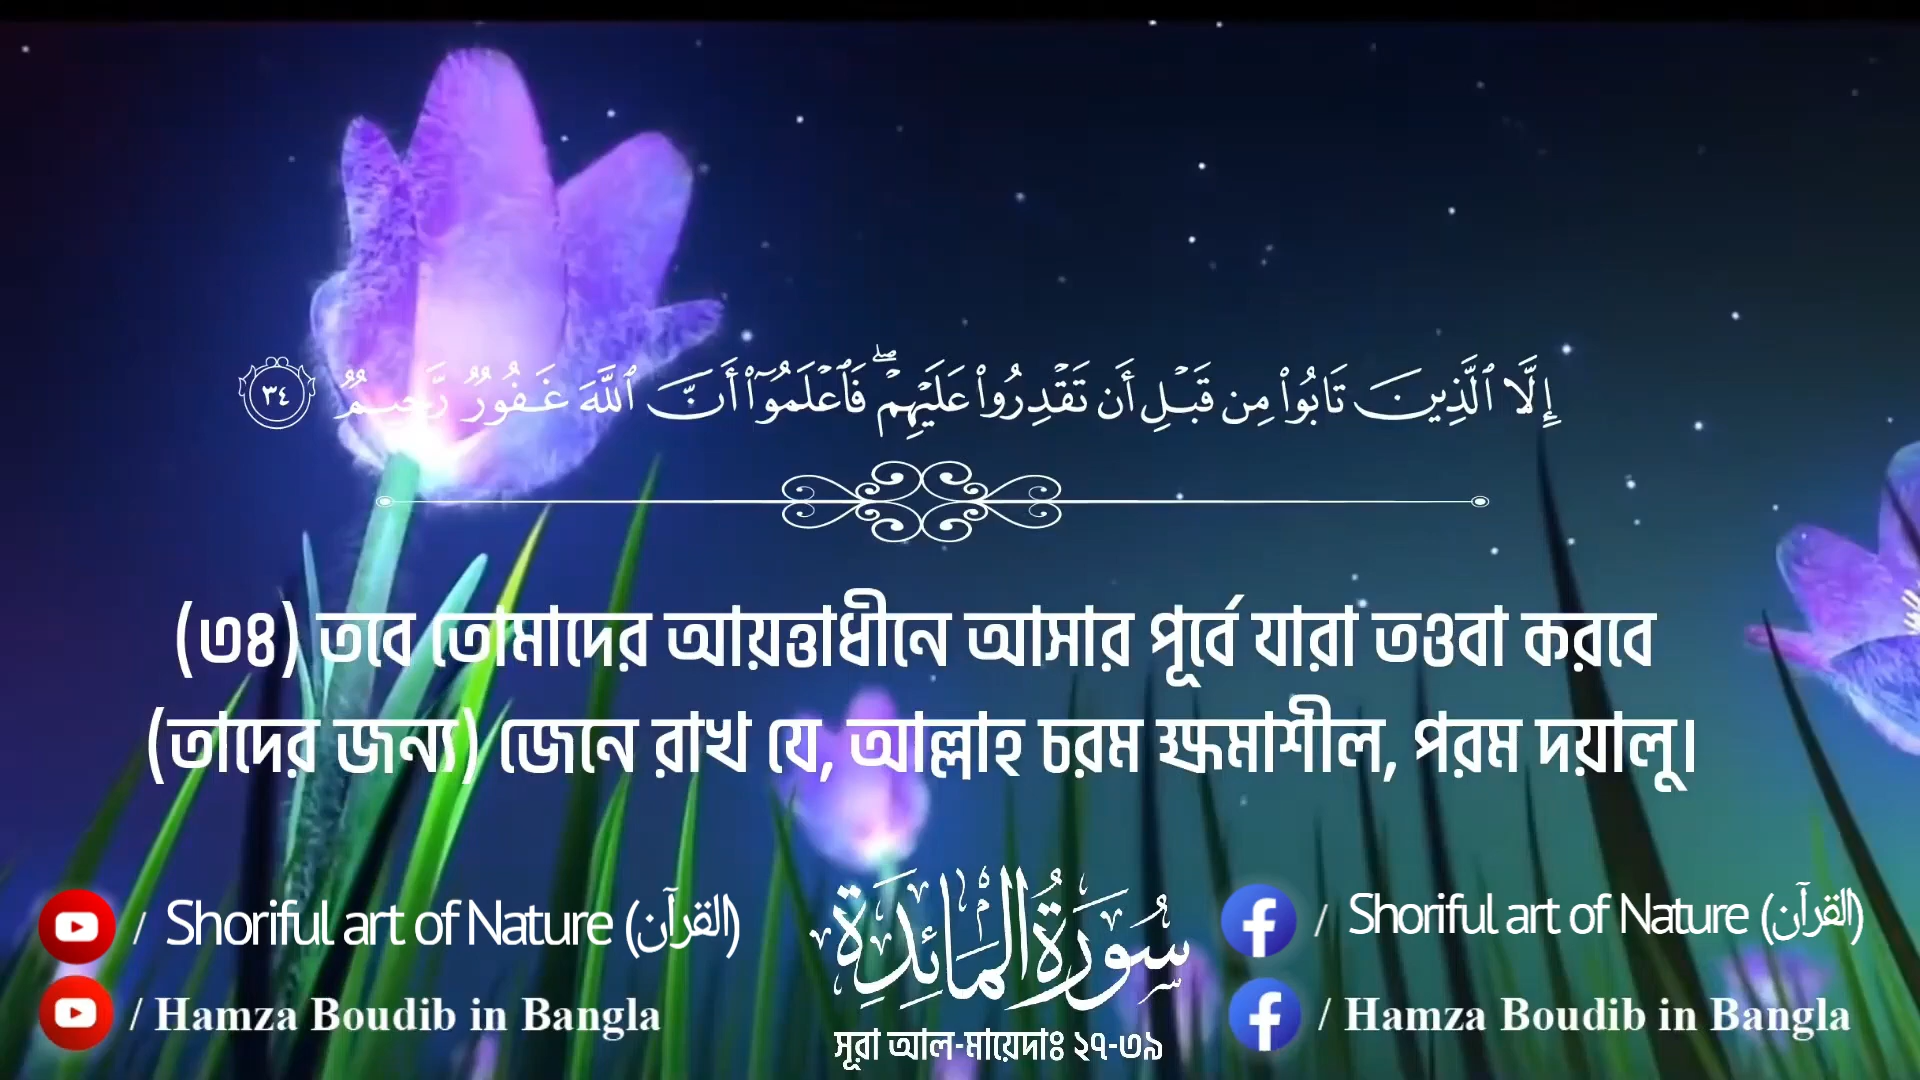 إِلَّا ٱلَّذِينَ تَابُوا۟ مِن قَبْلِ أَن تَقْدِرُوا۟ عَلَيْهِمْ ۖ فَٱعْلَمُوٓا۟ أَنَّ ٱللَّهَ غَفُورٌ رَّحِيمٌ ٣٤
(৩৪) তবে তোমাদের আয়ত্তাধীনে আসার পূর্বে যারা তওবা করবে
(তাদের জন্য) জেনে রাখ যে, আল্লাহ চরম ক্ষমাশীল, পরম দয়ালু।
/ Shoriful art of Nature (القرآن)
/ Hamza Boudib in Bangla
سُورَةُ الْمَائِدَةِ
সূরা আল-মায়েদাঃ ২৭-৩৯
/ Shoriful art of Nature (القرآن)
/ Hamza Boudib in Bangla